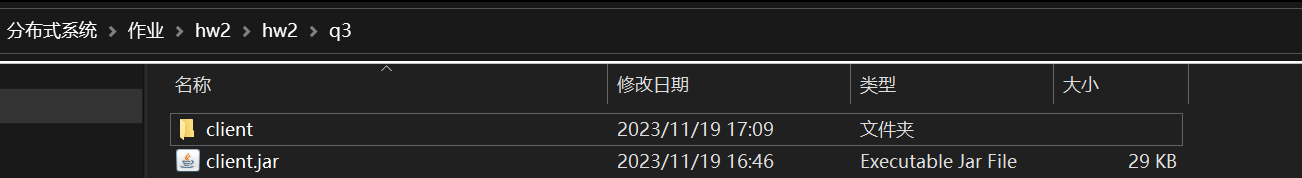 分布式系统 > 作业 > hw2 > hw2 > q3
名称 修改日期 类型 大小
client 2023/11/19 17:09 文件夹
client.jar 2023/11/19 16:46 Executable Jar File 29 KB